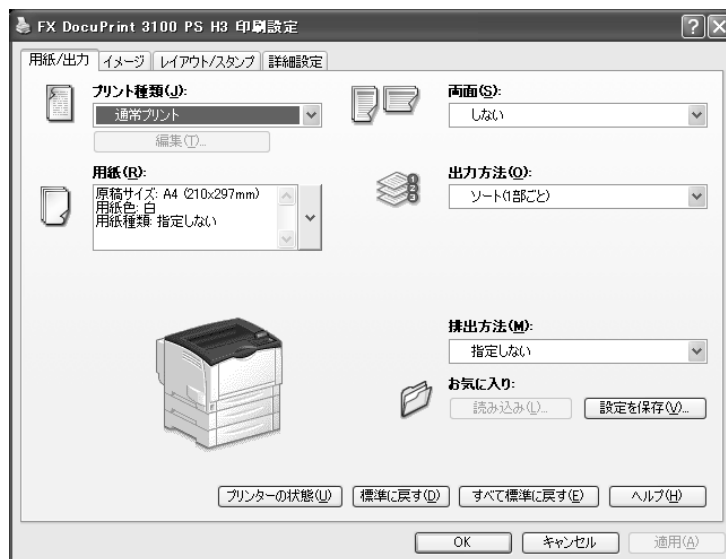 FX DocuPrint 3100 PS H3 印刷設定
用紙/出力 イメージ レイアウト/スタンプ 詳細設定
プリント種類(J):
通常プリント
編集(T)...
用紙(R):
原稿サイズ: A4 (210x297mm)
用紙色: 白
用紙種類: 指定しない
両面(S):
しない
出力方法(O):
ソート(1部ごと)
1
2
3
排出方法(M):
指定しない
お気に入り:
読み込み(L)... 設定を保存(V)...
プリンターの状態(U) 標準に戻す(D) すべて標準に戻す(E) ヘルプ(H)
OK キャンセル 適用(A)